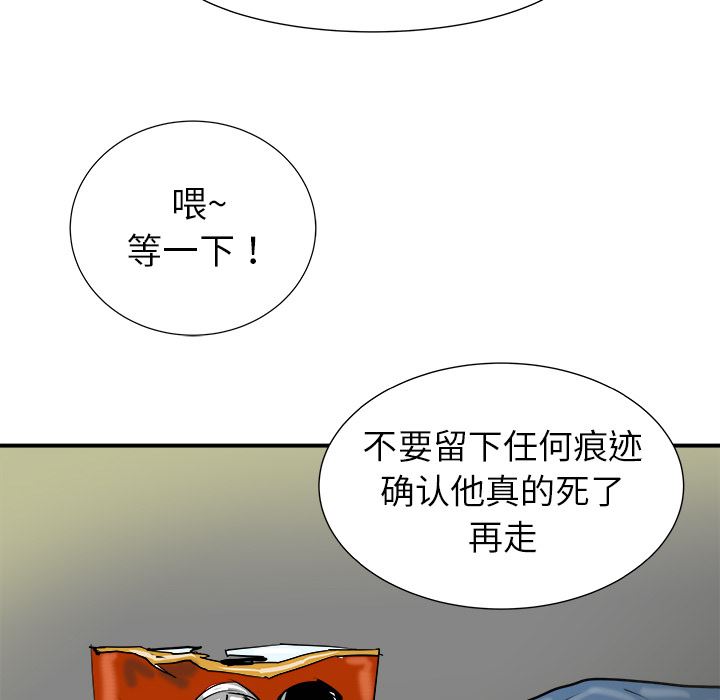 喂~
等一下！
不要留下任何痕迹
确认他真的死了
再走